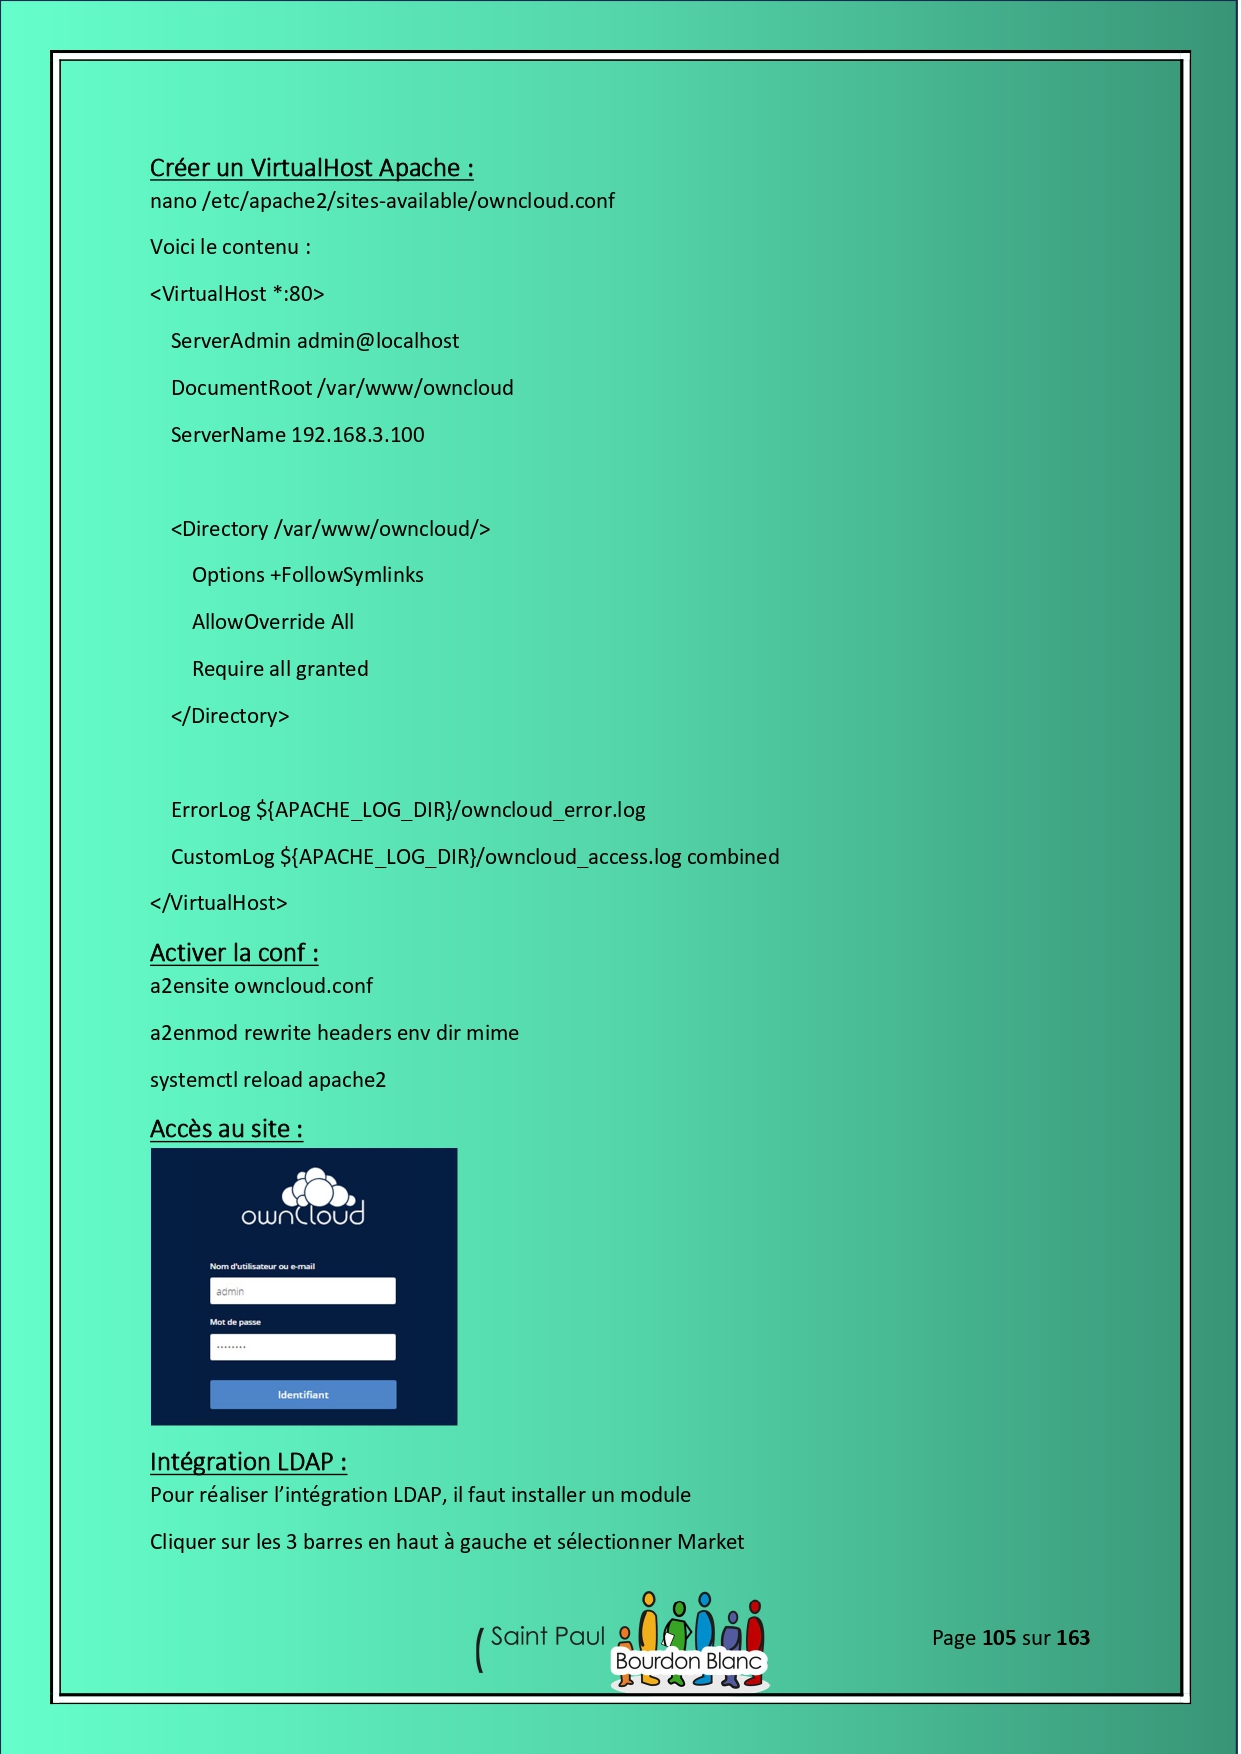 Créer un VirtualHost Apache :
nano /etc/apache2/sites-available/owncloud.conf
Voici le contenu :
<VirtualHost *:80>
ServerAdmin admin@localhost
DocumentRoot /var/www/owncloud
ServerName 192.168.3.100
<Directory /var/www/owncloud/>
Options +FollowSymlinks
AllowOverride All
Require all granted
</Directory>
ErrorLog ${APACHE_LOG_DIR}/owncloud_error.log
CustomLog ${APACHE_LOG_DIR}/owncloud_access.log combined
</VirtualHost>
Activer la conf :
a2ensite owncloud.conf
a2enmod rewrite headers env dir mime
systemctl reload apache2
Accès au site :
ownCloud
Nom d'utilisateur ou e-mail
admin
Mot de passe
••••••••
Identifiant
Intégration LDAP :
Pour réaliser l’intégration LDAP, il faut installer un module
Cliquer sur les 3 barres en haut à gauche et sélectionner Market
Saint Paul
Bourdon Blanc
Page 105 sur 163